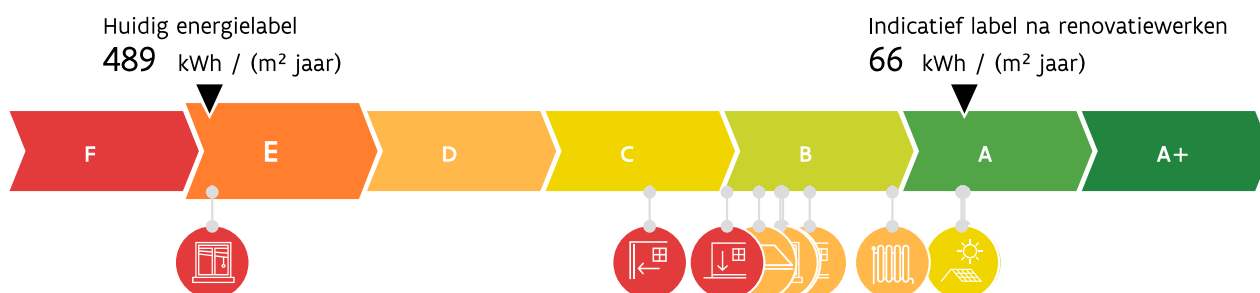 Huidig energielabel
489 kWh / (m² jaar)
Indicatief label na renovatiewerken
66 kWh / (m² jaar)
F
E
D
C
B
A
A+